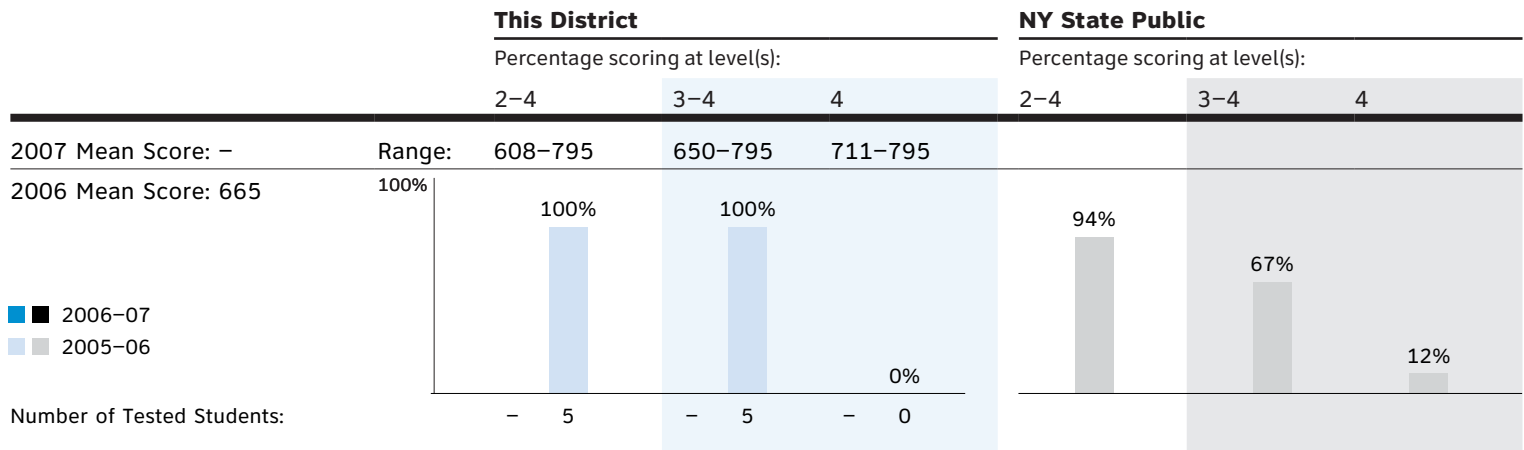 This District NY State Public
Percentage scoring at level(s): Percentage scoring at level(s):
2–4 3–4 4 2–4 3–4 4
2007 Mean Score: – Range: 608–795 650–795 711–795
2006 Mean Score: 665 100%
100% 100% 94%
67%
2006–07
2005–06
0% 12%
Number of Tested Students: – 5 – 5 – 0